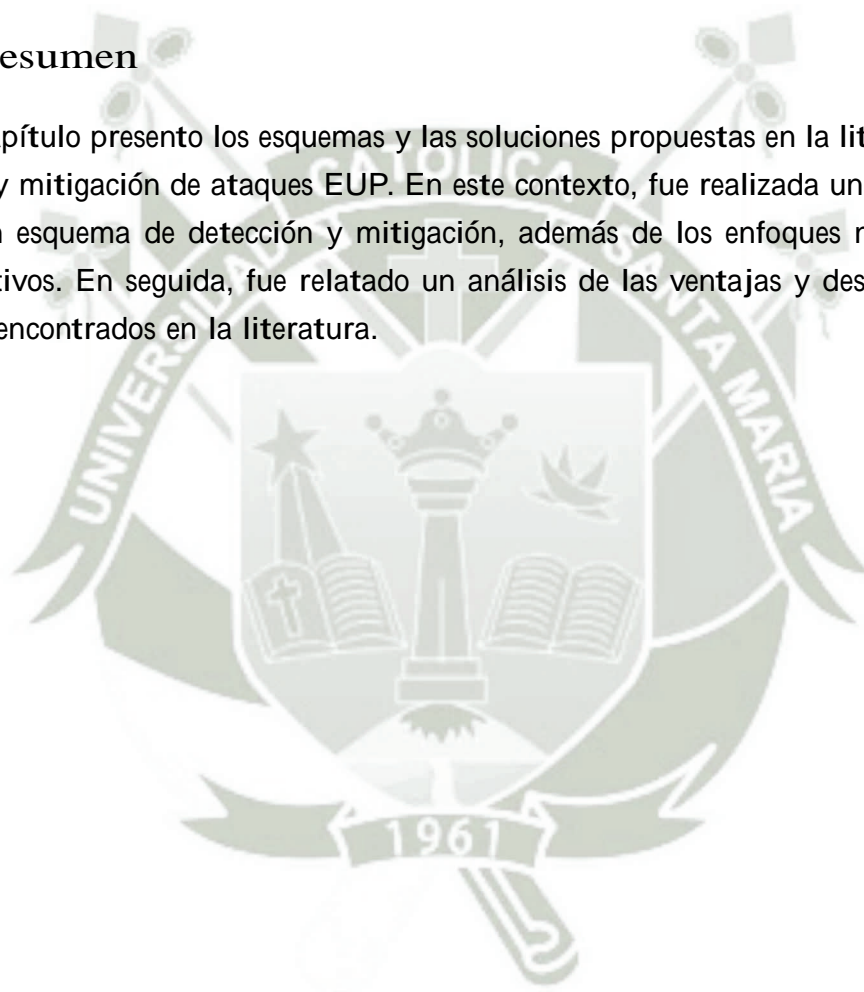 esumen
pítulo presento los esquemas y las soluciones propuestas en la lit
y mitigación de ataques EUP. En este contexto, fue realizada un
esquema de detección y mitigación, además de los enfoques
tivos. En seguida, fue relatado un análisis de las ventajas y des
encontrados en la literatura.
UNIVERSIDAD CATOLICA SANTA MARIA
1961